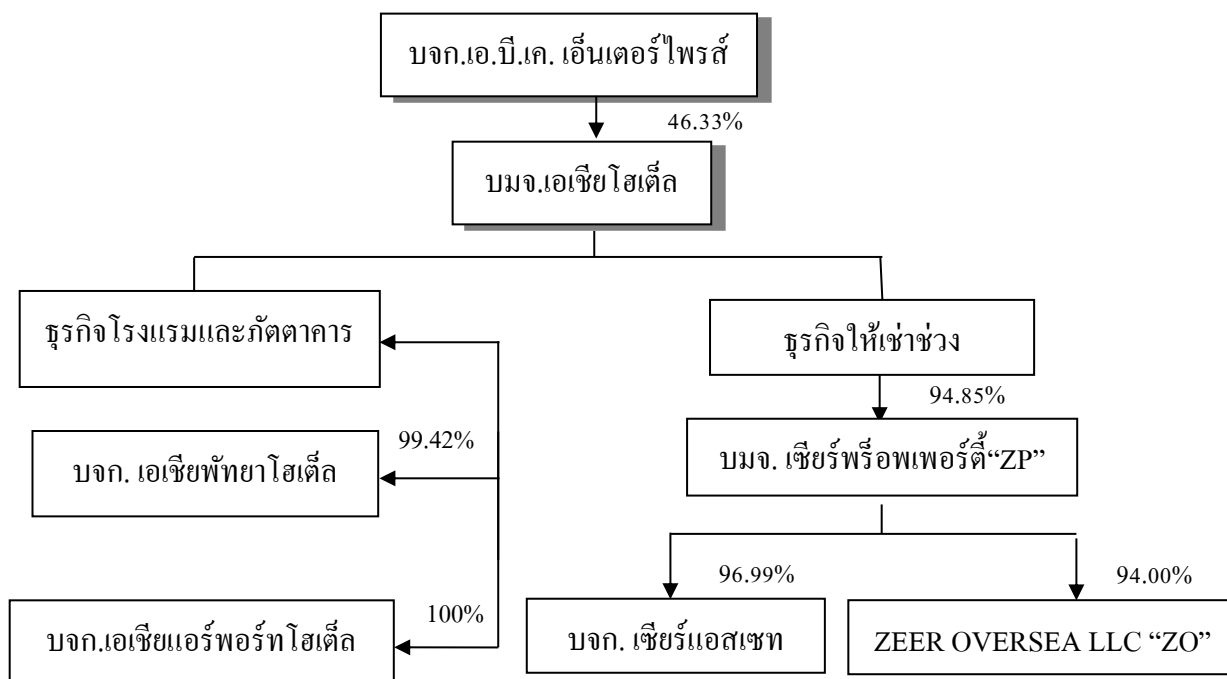 บจก.เอ.บี.เค. เอ็นเตอร์ไพรส์
46.33%
บมจ.เอเชียโฮเต็ล
ธุรกิจโรงแรมและภัตตาคาร
ธุรกิจให้เช่าช่วง
94.85%
99.42%
บจก. เอเชียพัทยาโฮเต็ล
บมจ. เซียร์พร็อพเพอร์ตี้“ZP”
96.99%
94.00%
100%
บจก.เอเชียแอร์พอร์ทโฮเต็ล
บจก. เซียร์แอสเซท
ZEER OVERSEA LLC “ZO”